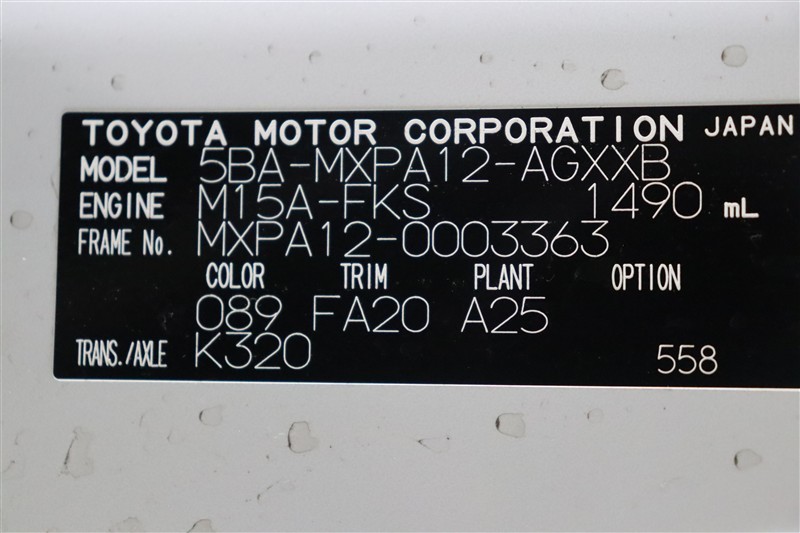 TOYOTA MOTOR CORPORATION JAPAN
MODEL 5BA-MXPA12-AGXXB
ENGINE M15A-FKS 1490 mL
FRAME No. MXPA12-0003363
COLOR TRIM PLANT OPTION
089 FA20 A25
TRANS./AXLE K320 558